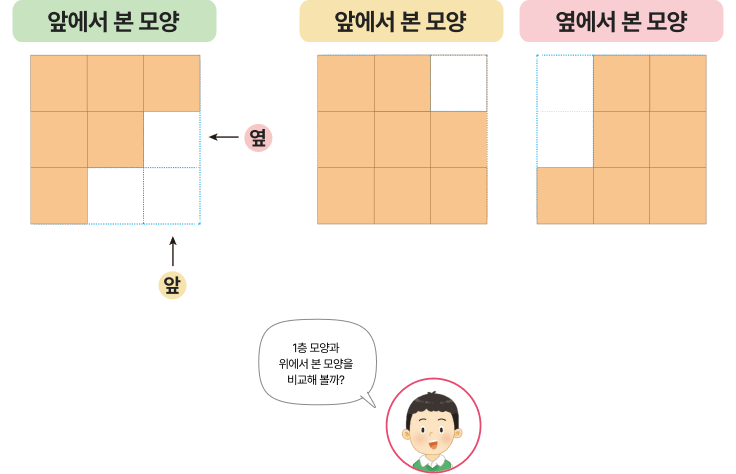 앞에서 본 모양
앞에서 본 모양
옆에서 본 모양
옆
앞
1층 모양과
위에서 본 모양을
비교해 볼까?